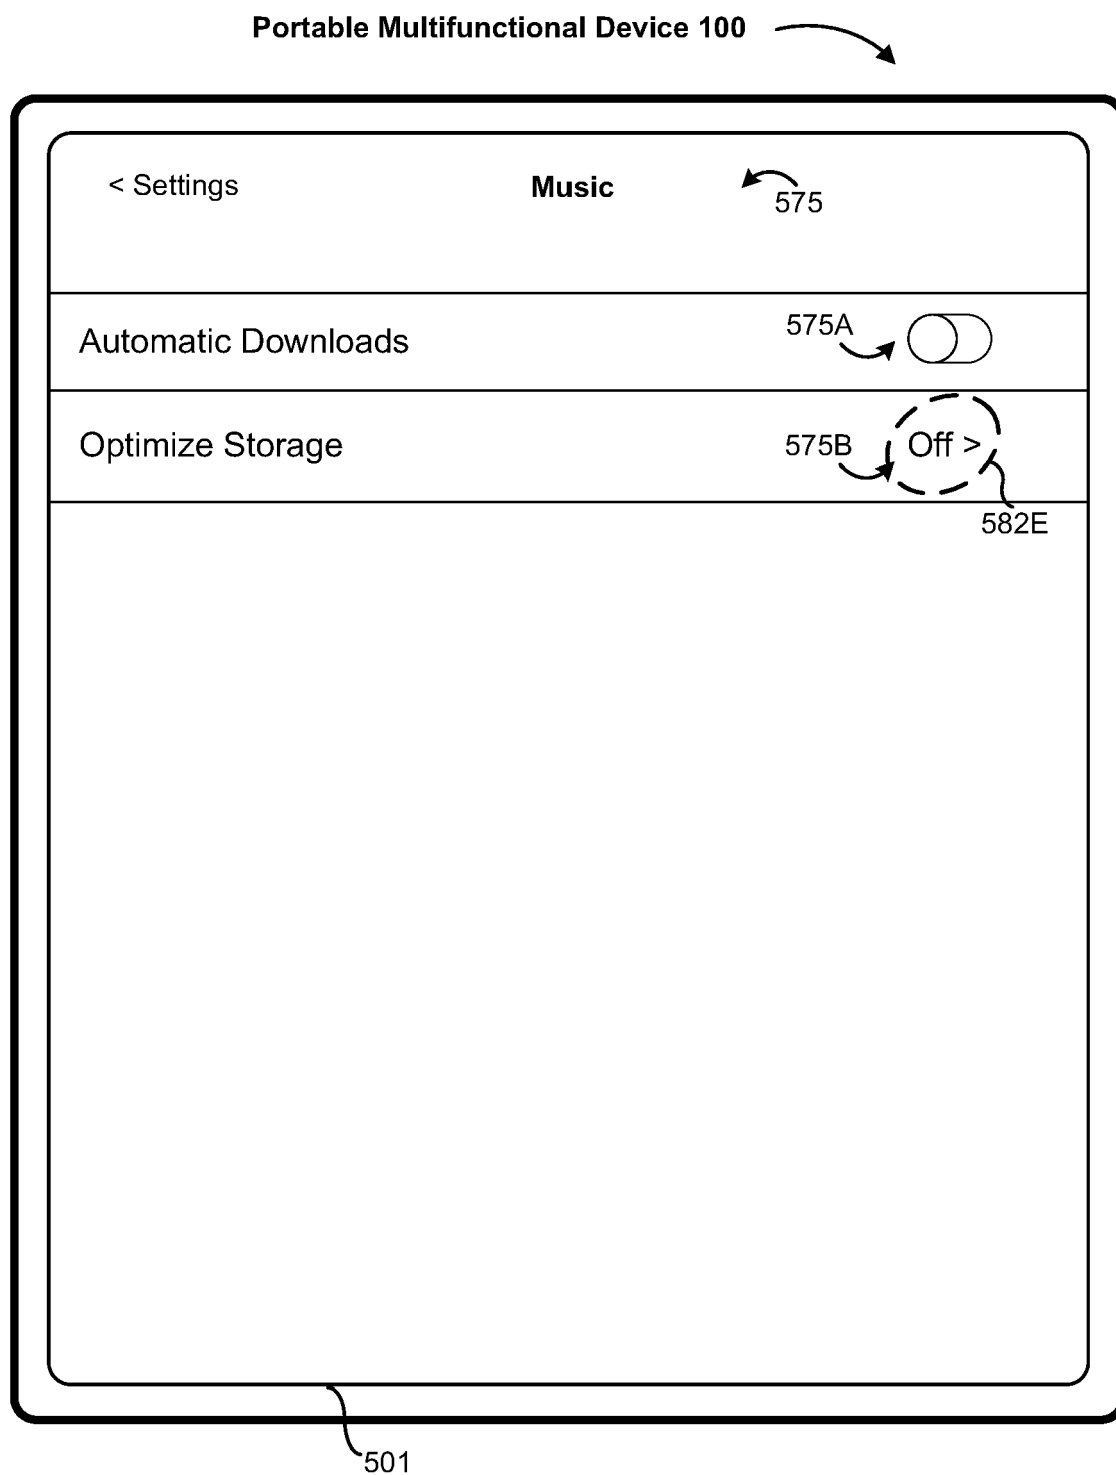 Portable Multifunctional Device 100
< Settings
Music
575
Automatic Downloads
575A
Optimize Storage
575B
Off >
582E
501